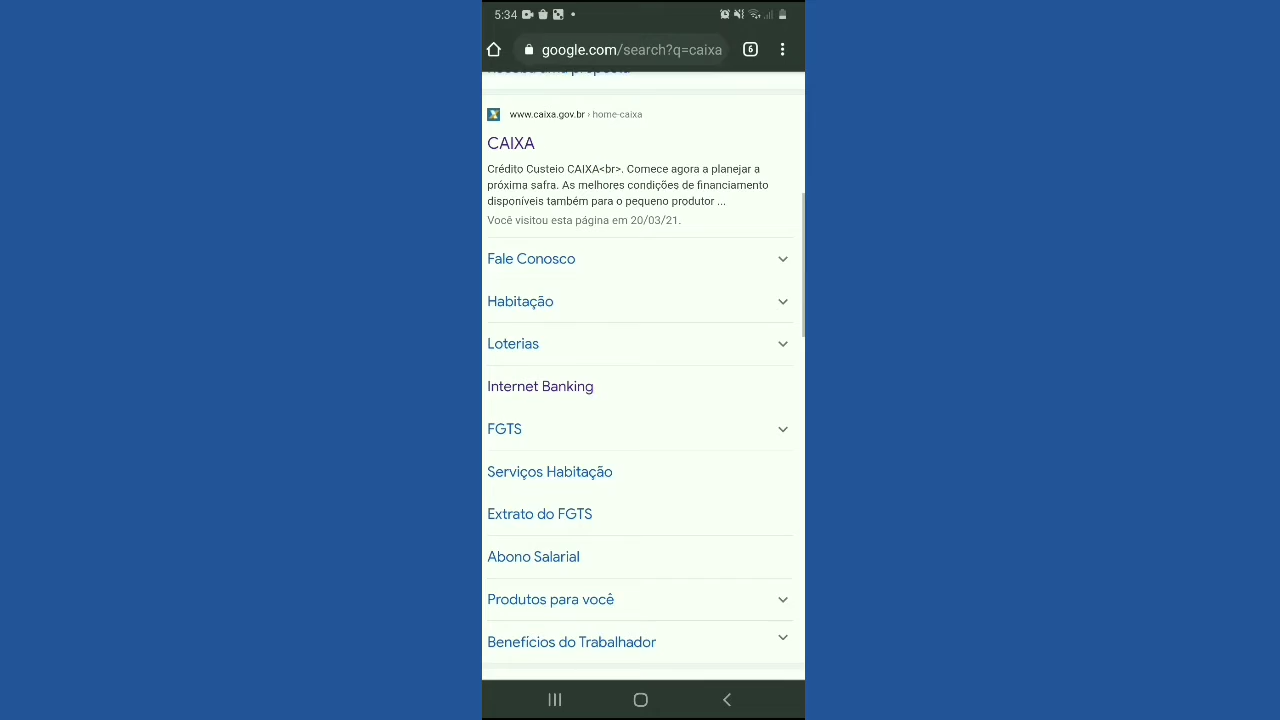 5:34
google.com/search?q=caixa
6
Receba uma proposta
www.caixa.gov.br › home-caixa
CAIXA
Crédito Custeio CAIXA<br>. Comece agora a planejar a
próxima safra. As melhores condições de financiamento
disponíveis também para o pequeno produtor ...
Você visitou esta página em 20/03/21.
Fale Conosco
Habitação
Loterias
Internet Banking
FGTS
Serviços Habitação
Extrato do FGTS
Abono Salarial
Produtos para você
Benefícios do Trabalhador